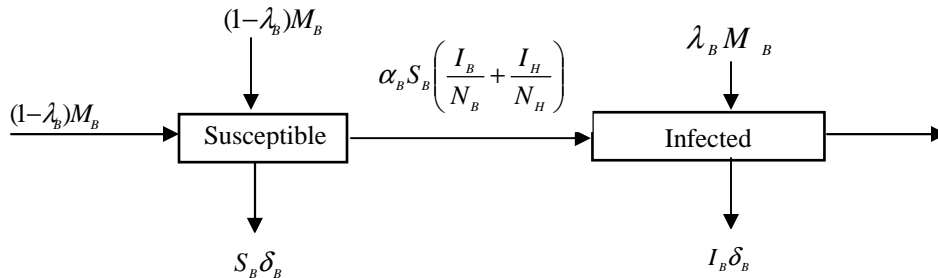 (1−λ_B)M_B
λ_B M_B
α_B S_B (I_B/N_B + I_H/N_H)
(1−λ_B)M_B
Susceptible
Infected
S_B δ_B
I_B δ_B